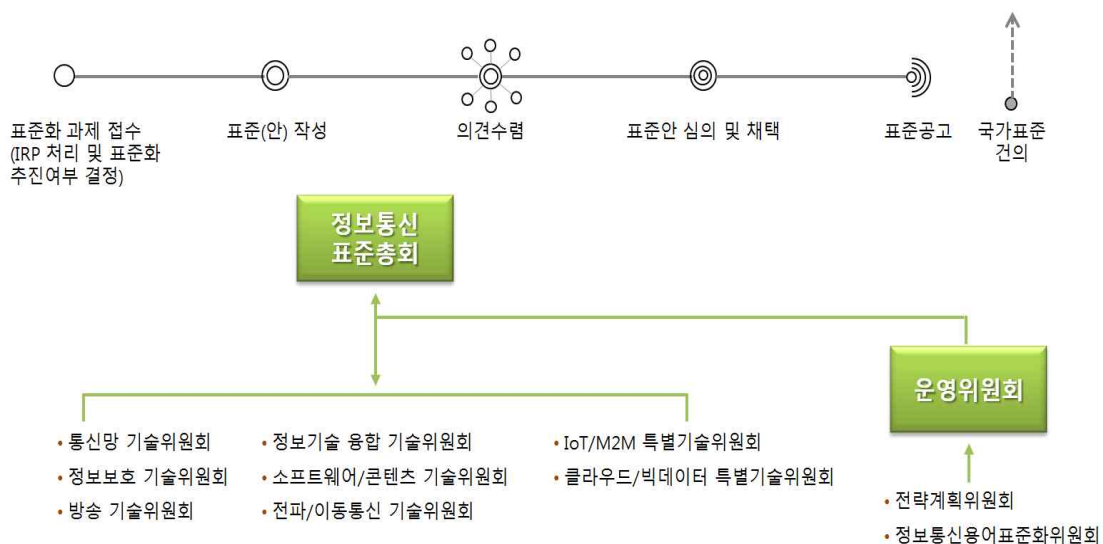 표준화 과제 접수
(IRP 처리 및 표준화
추진여부 결정)
표준(안) 작성
의견수렴
표준안 심의 및 채택
표준공고
국가표준
건의
정보통신
표준총회
운영위원회
• 통신망 기술위원회
• 정보보호 기술위원회
• 방송 기술위원회
• 정보기술 융합 기술위원회
• 소프트웨어/콘텐츠 기술위원회
• 전파/이동통신 기술위원회
• IoT/M2M 특별기술위원회
• 클라우드/빅데이터 특별기술위원회
• 전략계획위원회
• 정보통신용어표준화위원회